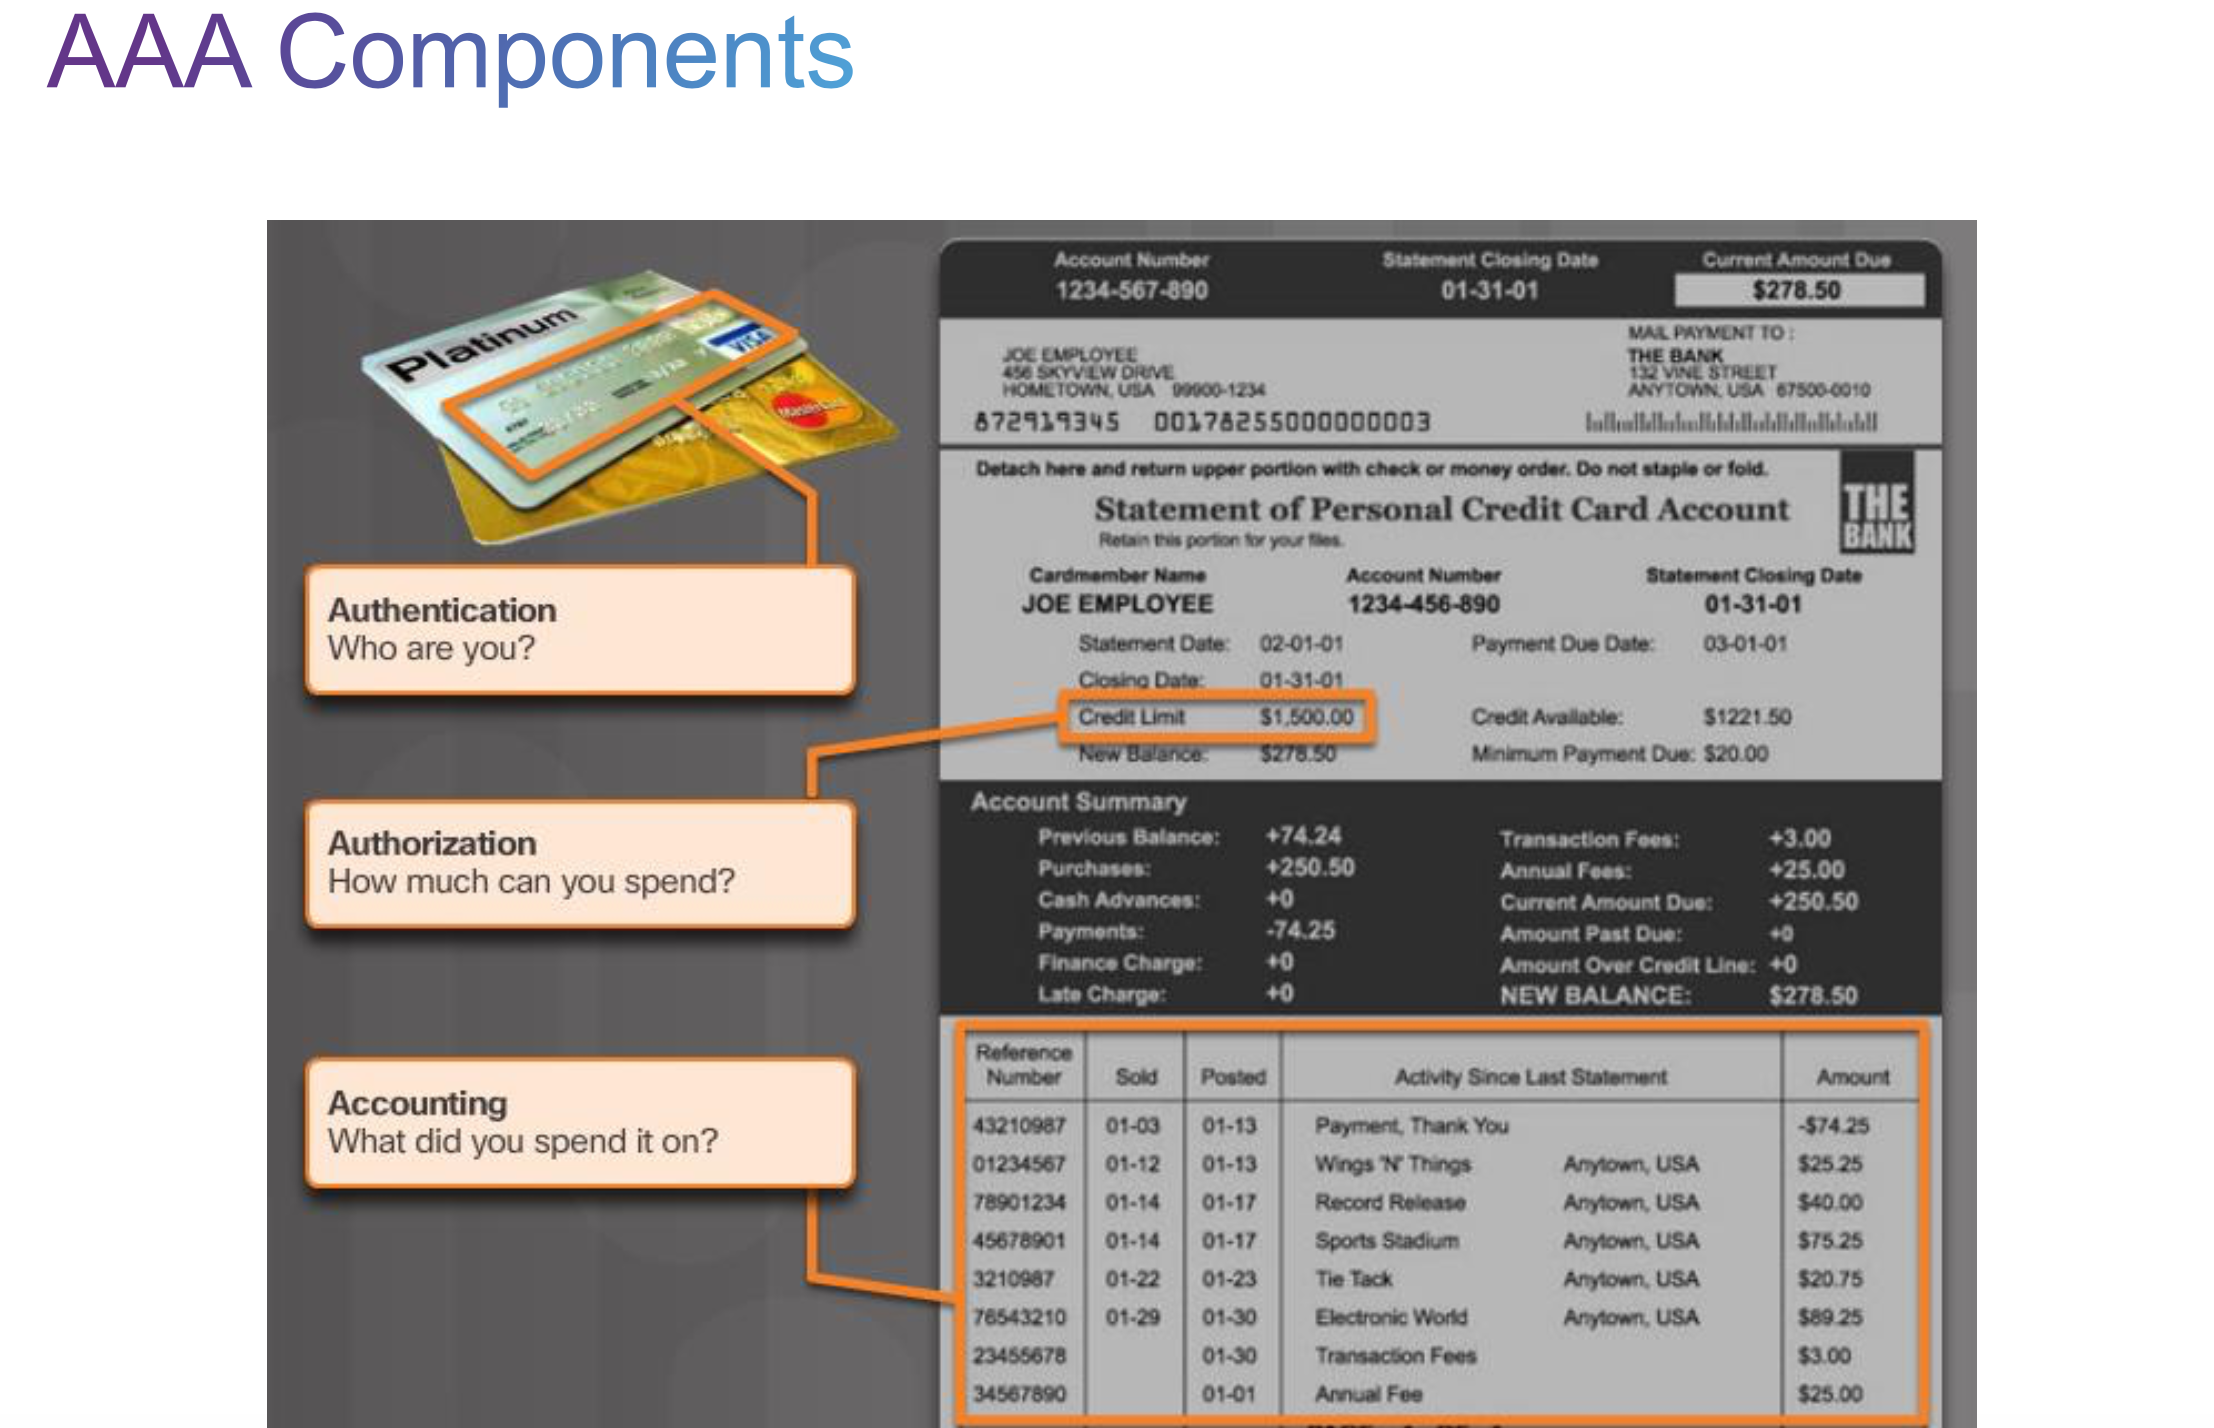 AAA Components
Platinum
VISA
MasterCard
Authentication
Who are you?
Authorization
How much can you spend?
Accounting
What did you spend it on?
Account Number Statement Closing Date Current Amount Due
1234-567-890 01-31-01 $278.50
MAIL PAYMENT TO :
JOE EMPLOYEE THE BANK
456 SKYVIEW DRIVE 132 VINE STREET
HOMETOWN, USA 99900-1234 ANYTOWN, USA 67500-0010
872919345 00178255000000003
Detach here and return upper portion with check or money order. Do not staple or fold.
Statement of Personal Credit Card Account
Retain this portion for your files.
THE
BANK
Cardmember Name Account Number Statement Closing Date
JOE EMPLOYEE 1234-456-890 01-31-01
Statement Date: 02-01-01 Payment Due Date: 03-01-01
Closing Date: 01-31-01
Credit Limit $1,500.00 Credit Available: $1221.50
New Balance: $278.50 Minimum Payment Due: $20.00
Account Summary
Previous Balance: +74.24 Transaction Fees: +3.00
Purchases: +250.50 Annual Fees: +25.00
Cash Advances: +0 Current Amount Due: +250.50
Payments: -74.25 Amount Past Due: +0
Finance Charge: +0 Amount Over Credit Line: +0
Late Charge: +0 NEW BALANCE: $278.50
Reference
Number Sold Posted Activity Since Last Statement Amount
43210987 01-03 01-13 Payment, Thank You -$74.25
01234567 01-12 01-13 Wings 'N' Things Anytown, USA $25.25
78901234 01-14 01-17 Record Release Anytown, USA $40.00
45678901 01-14 01-17 Sports Stadium Anytown, USA $75.25
3210987 01-22 01-23 Tie Tack Anytown, USA $20.75
76543210 01-29 01-30 Electronic World Anytown, USA $89.25
23455678 01-30 Transaction Fees $3.00
34567890 01-01 Annual Fee $25.00